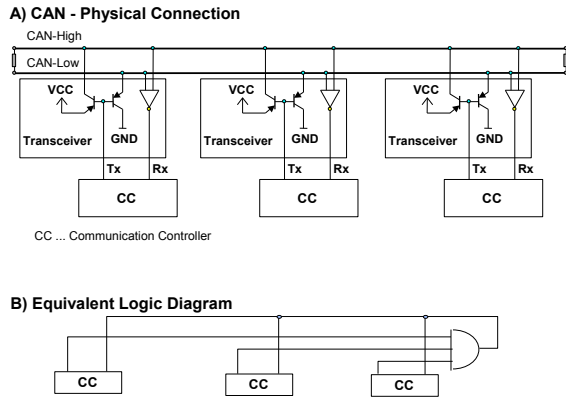 A) CAN - Physical Connection
CAN-High
CAN-Low
VCC VCC VCC
Transceiver GND Transceiver GND Transceiver GND
Tx Rx Tx Rx Tx Rx
CC CC CC
CC ... Communication Controller
B) Equivalent Logic Diagram
CC CC CC